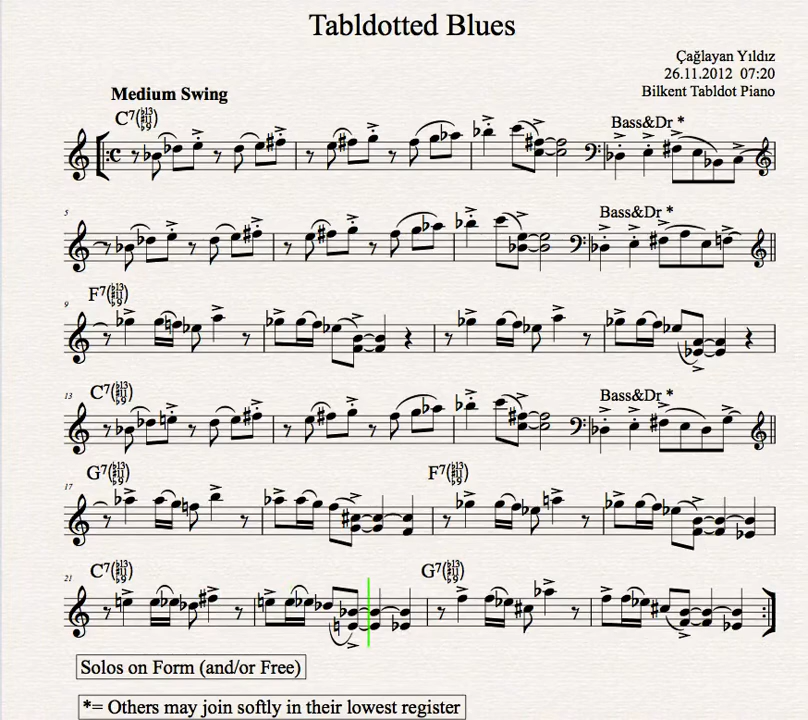 Tabldotted Blues
Çağlayan Yıldız
26.11.2012 07:20
Bilkent Tabldot Piano
Medium Swing
C7(♭13 ♯11 ♭9)
Bass&Dr *
5
Bass&Dr *
9
F7(♭13 ♯11 ♭9)
13
C7(♭13 ♯11 ♭9)
Bass&Dr *
17
G7(♭13 ♯11 ♭9)
F7(♭13 ♯11 ♭9)
21
C7(♭13 ♯11 ♭9)
G7(♭13 ♯11 ♭9)
Solos on Form (and/or Free)
*= Others may join softly in their lowest register